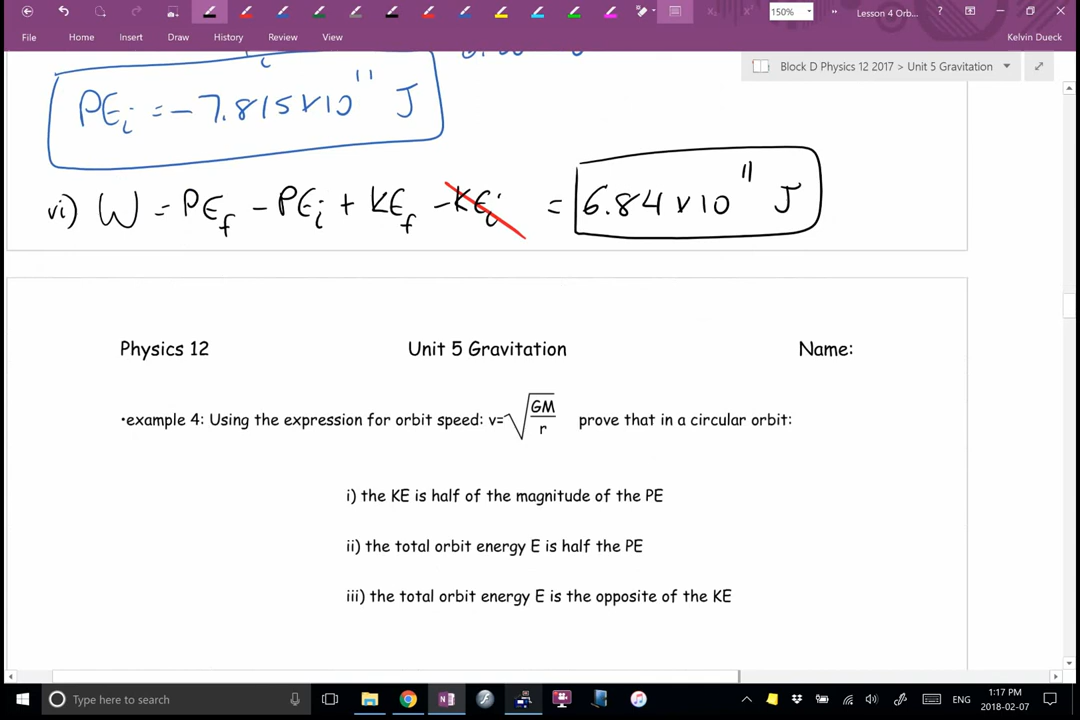 150%
Lesson 4 Orb...
?
File Home Insert Draw History Review View
Kelvin Dueck
Block D Physics 12 2017 > Unit 5 Gravitation
PEi = -7.815x10^11 J
vi) W = PEf - PEi + KEf - KEi = 6.84 x 10^11 J
Physics 12 Unit 5 Gravitation Name:
•example 4: Using the expression for orbit speed: v=√(GM/r) prove that in a circular orbit:
i) the KE is half of the magnitude of the PE
ii) the total orbit energy E is half the PE
iii) the total orbit energy E is the opposite of the KE
Type here to search
ENG
1:17 PM
2018-02-07